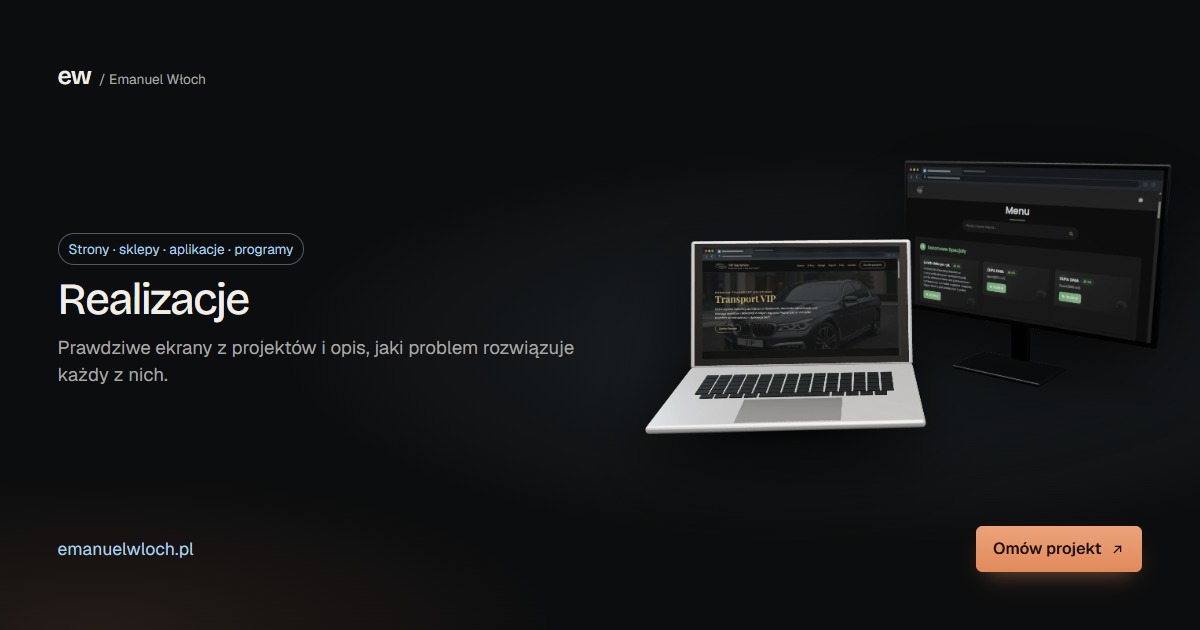 ew / Emanuel Włoch
Strony · sklepy · aplikacje · programy
Realizacje
Prawdziwe ekrany z projektów i opis, jaki problem rozwiązuje
każdy z nich.
Transport VIP
Menu
emanuelwloch.pl
Omów projekt